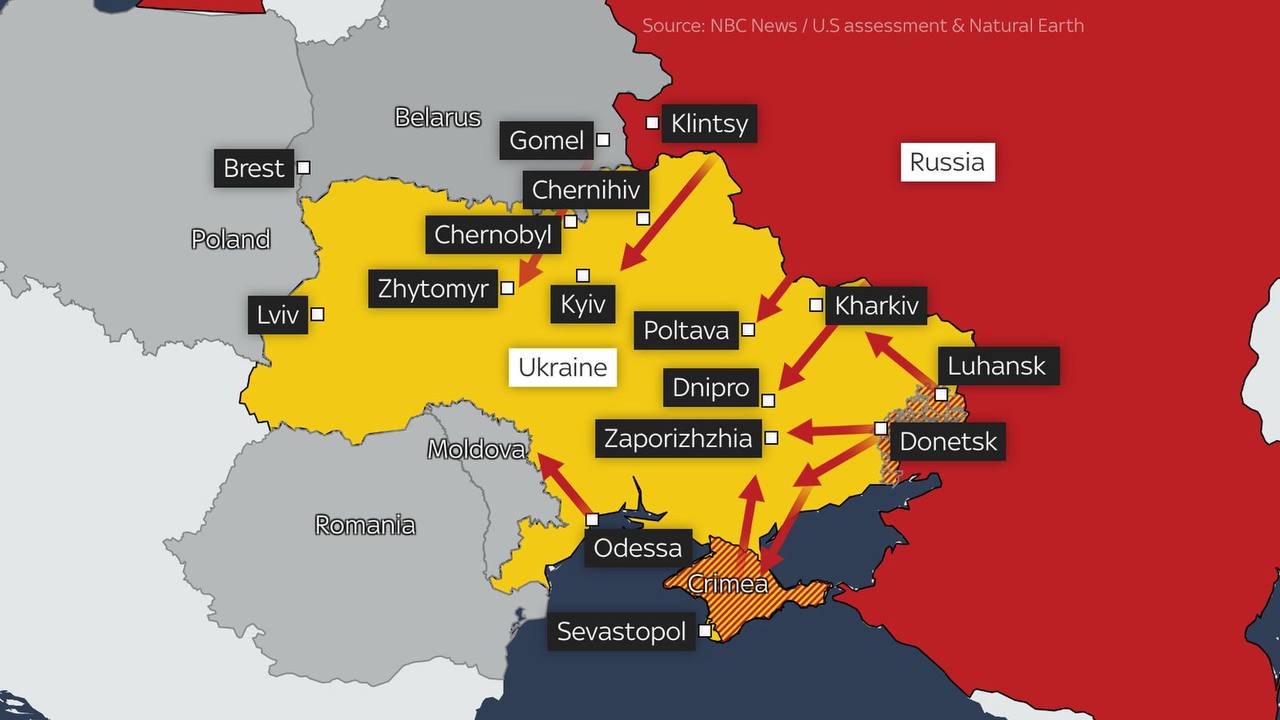 Source: NBC News / U.S assessment & Natural Earth
Belarus
Klintsy
Gomel
Russia
Brest
Chernihiv
Chernobyl
Poland
Zhytomyr
Kyiv
Kharkiv
Lviv
Poltava
Ukraine
Luhansk
Dnipro
Zaporizhzhia
Donetsk
Moldova
Romania
Odessa
Crimea
Sevastopol